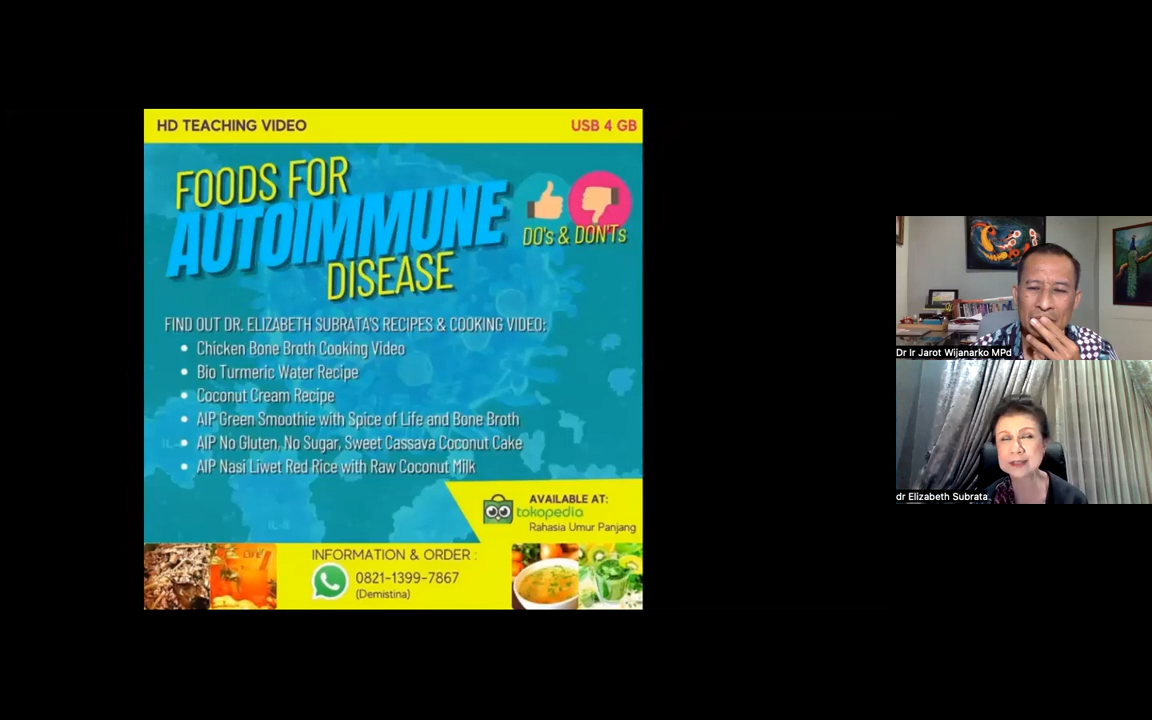 HD TEACHING VIDEO
USB 4 GB
FOODS FOR
AUTOIMMUNE
DISEASE
DO's & DON'Ts
FIND OUT DR. ELIZABETH SUBRATA'S RECIPES & COOKING VIDEO:
• Chicken Bone Broth Cooking Video
• Bio Turmeric Water Recipe
• Coconut Cream Recipe
• AIP Green Smoothie with Spice of Life and Bone Broth
• AIP No Gluten, No Sugar, Sweet Cassava Coconut Cake
• AIP Nasi Liwet Red Rice with Raw Coconut Milk
AVAILABLE AT:
tokopedia
Rahasia Umur Panjang
INFORMATION & ORDER :
0821-1399-7867
(Demistina)
Dr Ir Jarot Wijanarko MPd
dr Elizabeth Subrata